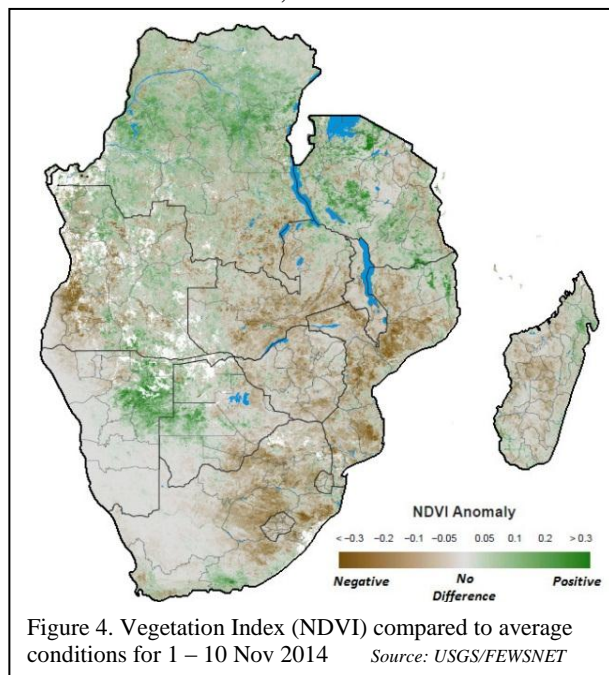 NDVI Anomaly
< -0.3 -0.2 -0.1 -0.05 0.05 0.1 0.2 > 0.3
Negative No Difference Positive
Figure 4. Vegetation Index (NDVI) compared to average
conditions for 1 – 10 Nov 2014 Source: USGS/FEWSNET